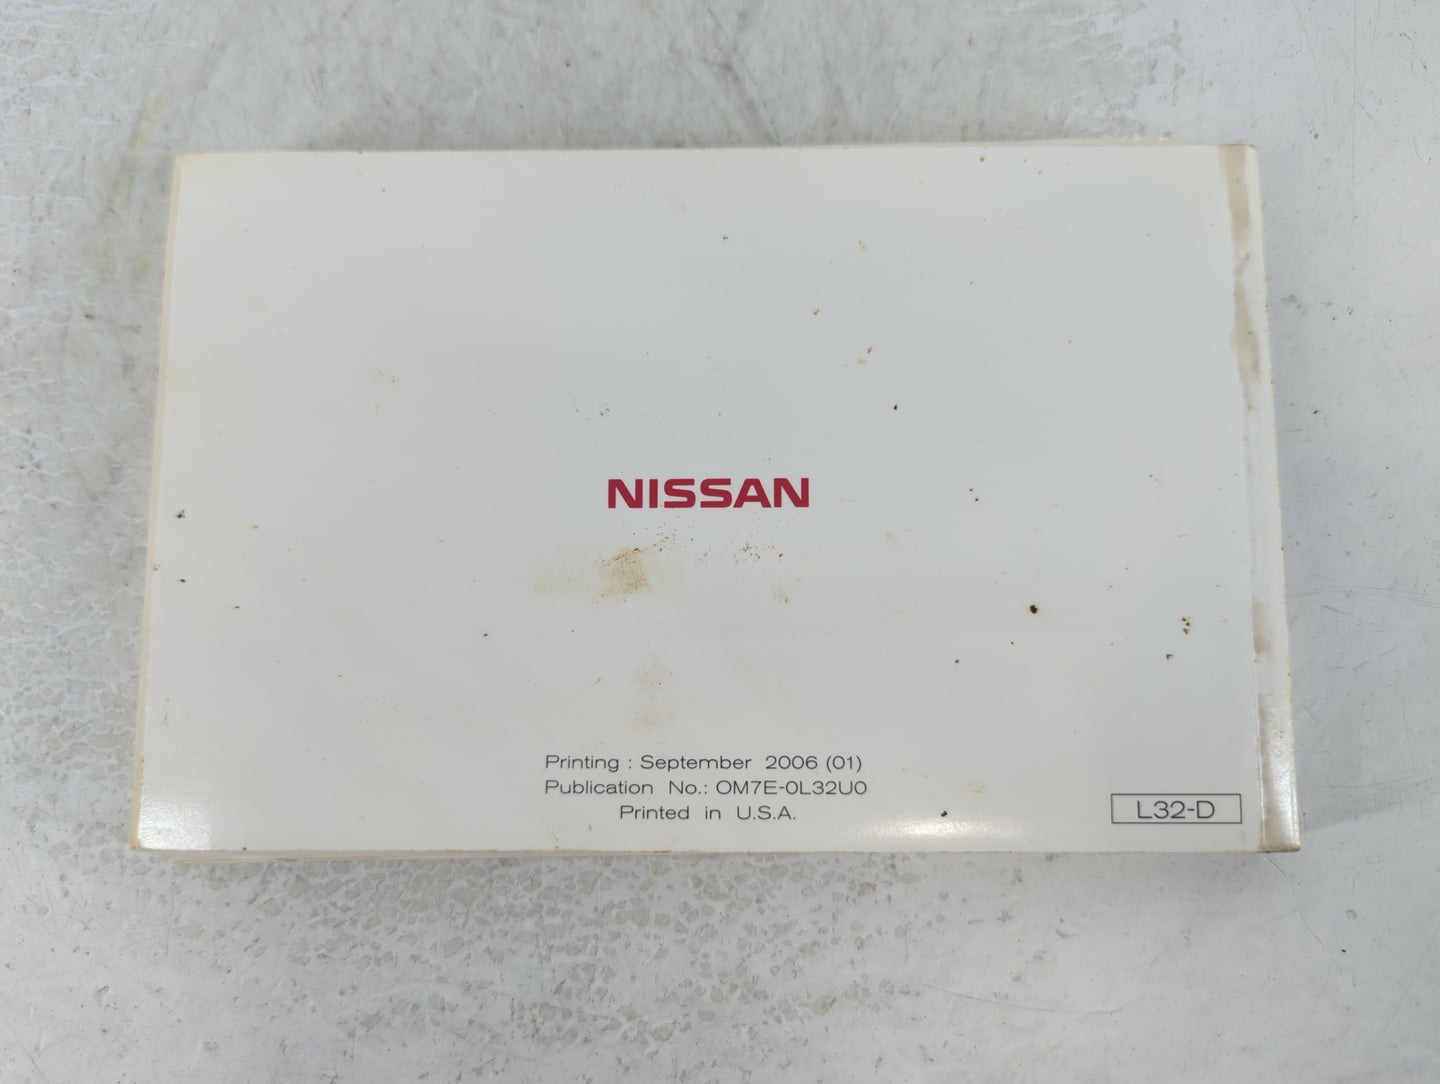 NISSAN
Printing : September 2006 (01)
Publication No.: OM7E-0L32U0
Printed in U.S.A.
L32-D